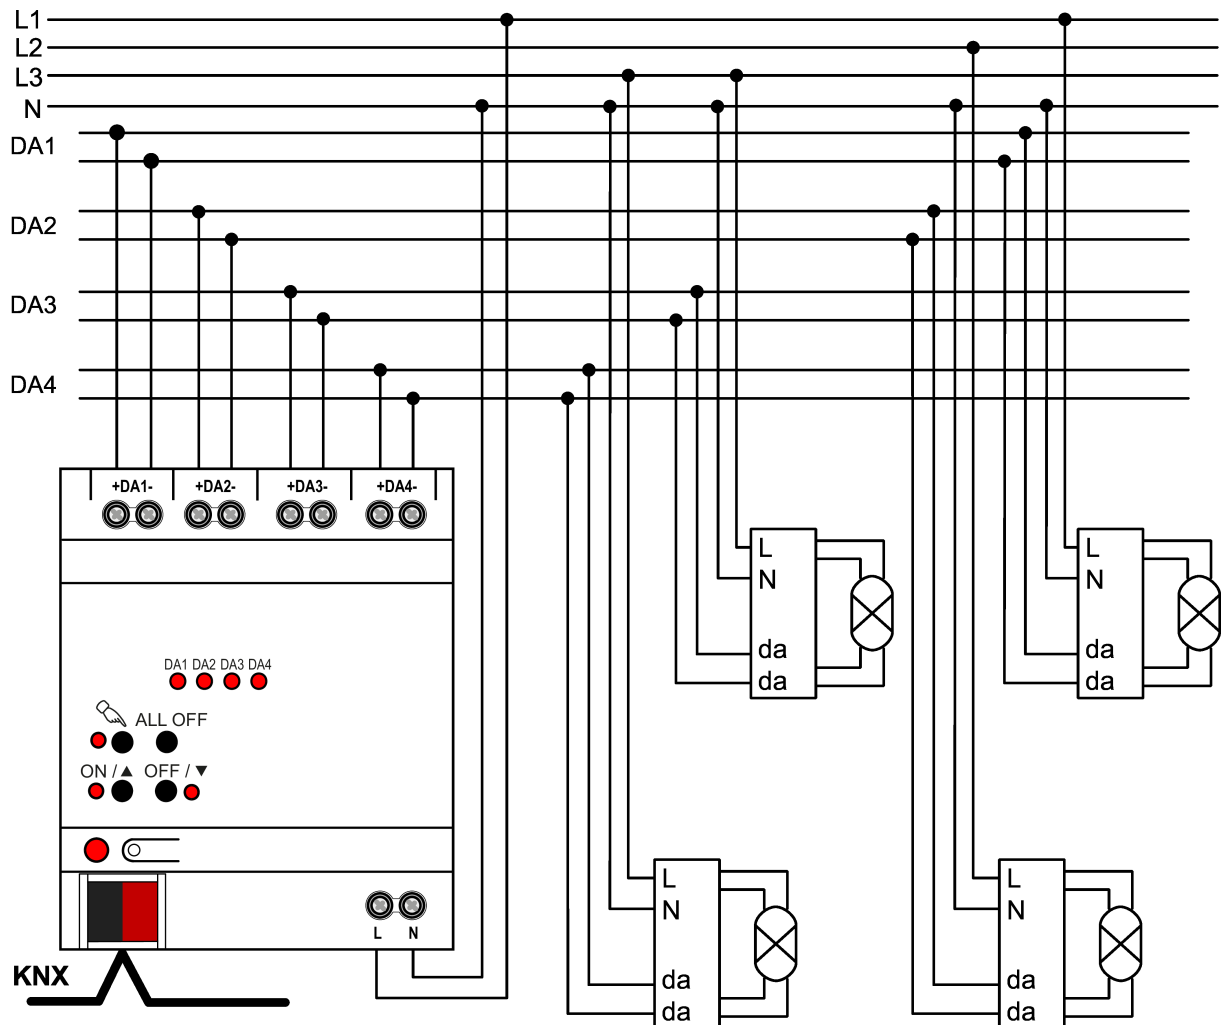 L1
L2
L3
N
DA1
DA2
DA3
DA4
+DA1- +DA2- +DA3- +DA4-
L
N
da
da
L
N
da
da
DA1 DA2 DA3 DA4
ALL OFF
ON /▲ OFF /▼
L
N
da
da
L
N
da
da
L N
KNX